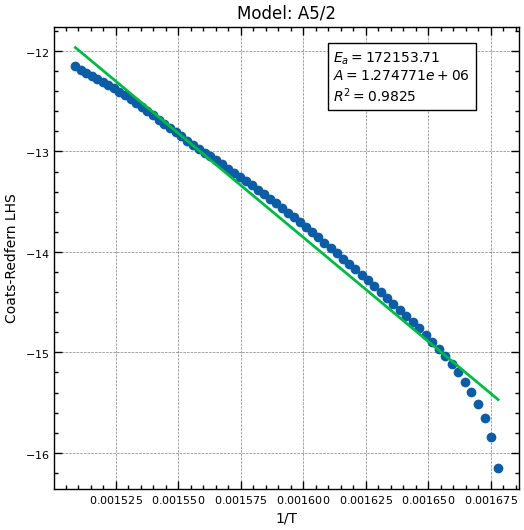 Model: A5/2
−12
−13
−14
−15
−16
Coats-Redfern LHS
E_a = 172153.71
A = 1.274771e + 06
R² = 0.9825
0.001525 0.001550 0.001575 0.001600 0.001625 0.001650 0.001675
1/T